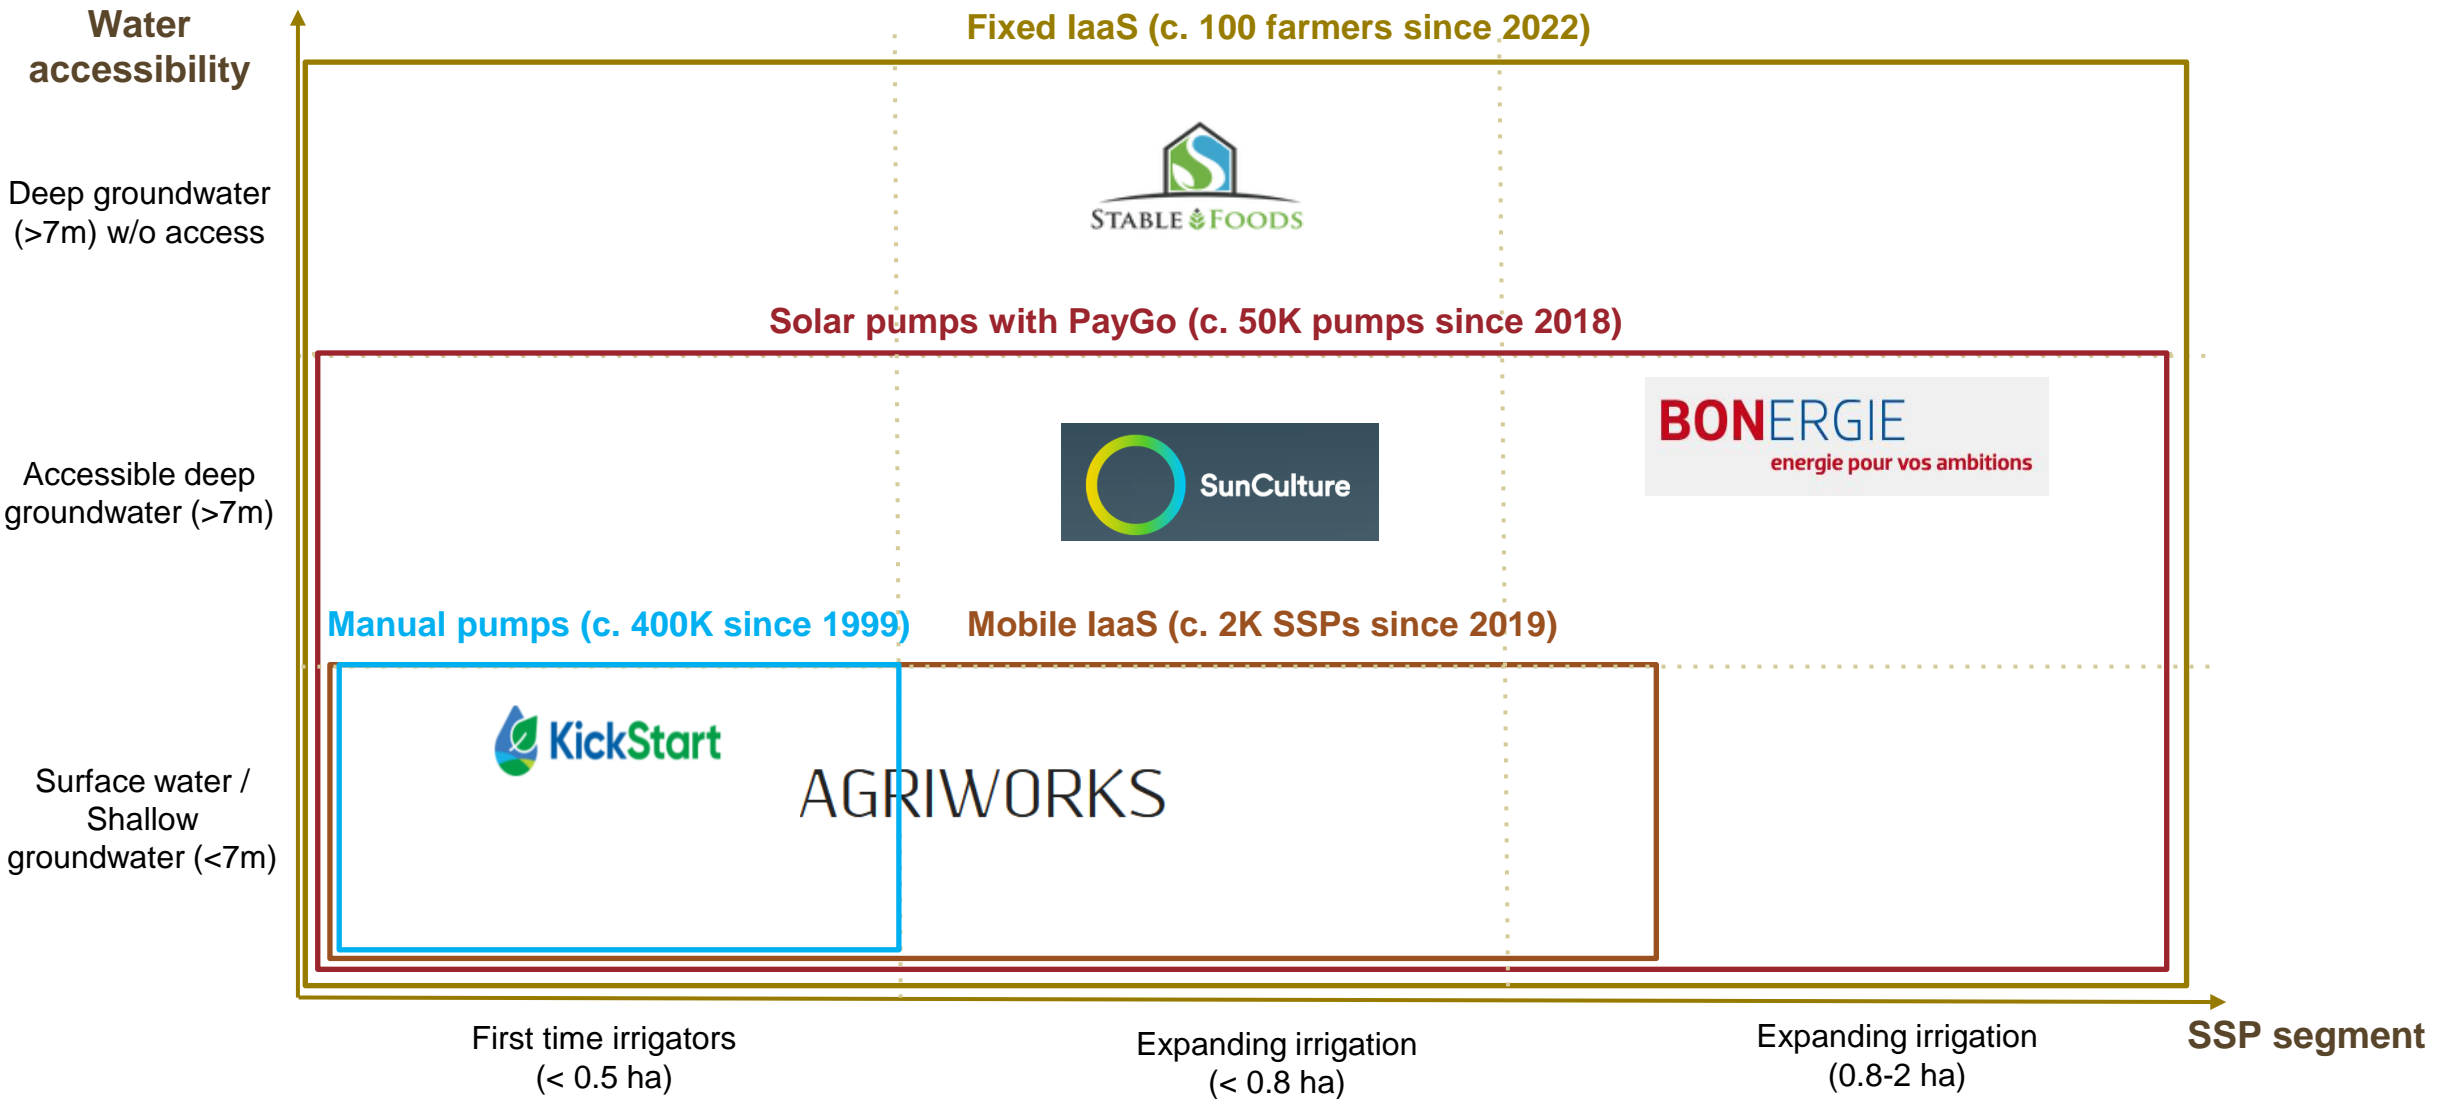 Water
accessibility
Fixed IaaS (c. 100 farmers since 2022)
Deep groundwater
(>7m) w/o access
STABLE FOODS
Solar pumps with PayGo (c. 50K pumps since 2018)
Accessible deep
groundwater (>7m)
SunCulture
BONERGIE
energie pour vos ambitions
Manual pumps (c. 400K since 1999)
Mobile IaaS (c. 2K SSPs since 2019)
Surface water /
Shallow
groundwater (<7m)
KickStart
AGRIWORKS
First time irrigators
(< 0.5 ha)
Expanding irrigation
(< 0.8 ha)
Expanding irrigation
(0.8-2 ha)
SSP segment